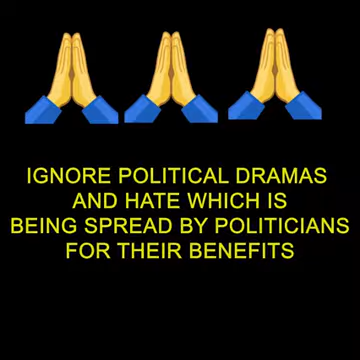 IGNORE POLITICAL DRAMAS
AND HATE WHICH IS
BEING SPREAD BY POLITICIANS
FOR THEIR BENEFITS